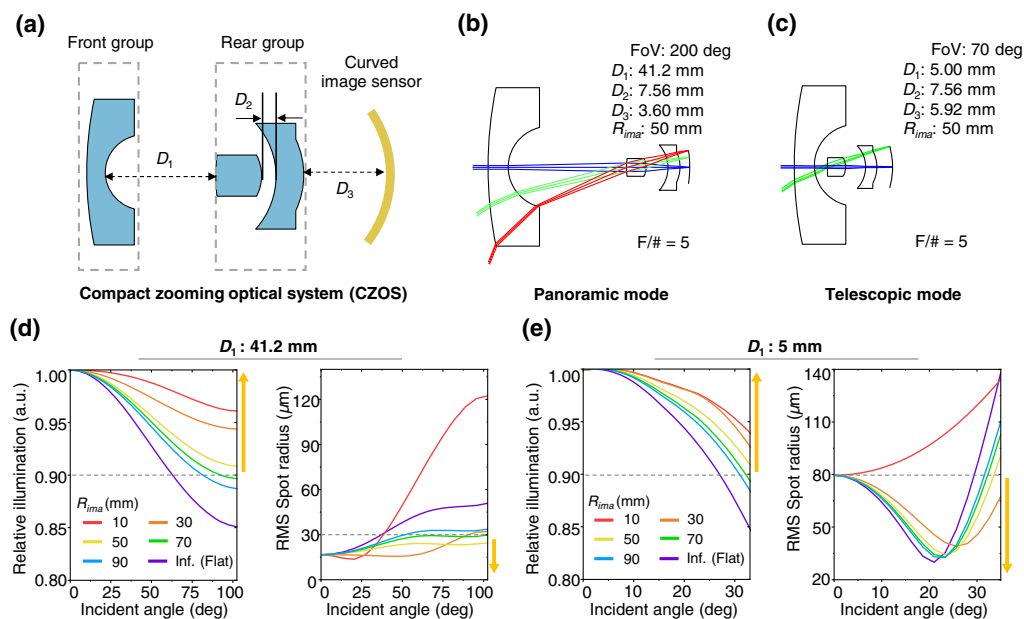 (a)
Front group
Rear group
Curved
image sensor
D2
D1
D3
Compact zooming optical system (CZOS)
(b)
FoV: 200 deg
D1: 41.2 mm
D2: 7.56 mm
D3: 3.60 mm
Rima: 50 mm
F/# = 5
Panoramic mode
(c)
FoV: 70 deg
D1: 5.00 mm
D2: 7.56 mm
D3: 5.92 mm
Rima: 50 mm
F/# = 5
Telescopic mode
(d)
D1 : 41.2 mm
Relative illumination (a.u.)
1.00
0.95
0.90
0.85
0.80
Rima (mm)
10
30
50
70
90
Inf. (Flat)
0 25 50 75 100
Incident angle (deg)
RMS Spot radius (μm)
120
90
60
30
0
0 25 50 75 100
Incident angle (deg)
(e)
D1 : 5 mm
Relative illumination (a.u.)
1.00
0.95
0.90
0.85
0.80
Rima (mm)
10
30
50
70
90
Inf. (Flat)
0 10 20 30
Incident angle (deg)
RMS Spot radius (μm)
140
110
80
50
20
0 10 20 30
Incident angle (deg)